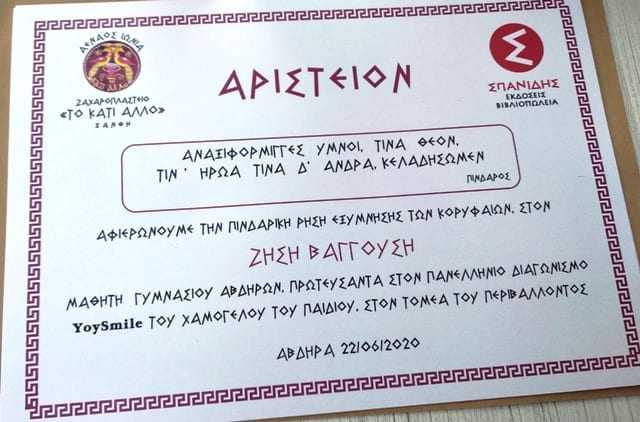 ΑΕΝΑΟΣ ΙΩΝΙΑ
ΖΑΧΑΡΟΠΛΑΣΤΕΙΟ
«ΤΟ ΚΑΤΙ ΑΛΛΟ»
ΞΑΝΘΗ
ΑΡΙΣΤΕΙΟΝ
Σ
ΣΠΑΝΙΔΗΣ
ΕΚΔΟΣΕΙΣ
ΒΙΒΛΙΟΠΩΛΕΙΑ
ΑΝΑΞΙΦΟΡΜΙΓΓΕΣ ΥΜΝΟΙ, ΤΙΝΑ ΘΕΟΝ,
ΤΙΝ' ΗΡΩΑ ΤΙΝΑ Δ' ΑΝΔΡΑ, ΚΕΛΑΔΗΣΩΜΕΝ
ΠΙΝΔΑΡΟΣ
ΑΦΙΕΡΩΝΟΥΜΕ ΤΗΝ ΠΙΝΔΑΡΙΚΗ ΡΗΣΗ ΕΞΥΜΝΗΣΗΣ ΤΩΝ ΚΟΡΥΦΑΙΩΝ, ΣΤΟΝ
ΖΗΣΗ ΒΑΓΓΟΥΣΗ
ΜΑΘΗΤΗ ΓΥΜΝΑΣΙΟΥ ΑΒΔΗΡΩΝ, ΠΡΩΤΕΥΣΑΝΤΑ ΣΤΟΝ ΠΑΝΕΛΛΗΝΙΟ ΔΙΑΓΩΝΙΣΜΟ
YoySmile ΤΟΥ ΧΑΜΟΓΕΛΟΥ ΤΟΥ ΠΑΙΔΙΟΥ, ΣΤΟΝ ΤΟΜΕΑ ΤΟΥ ΠΕΡΙΒΑΛΛΟΝΤΟΣ
ΑΒΔΗΡΑ 22/06/2020